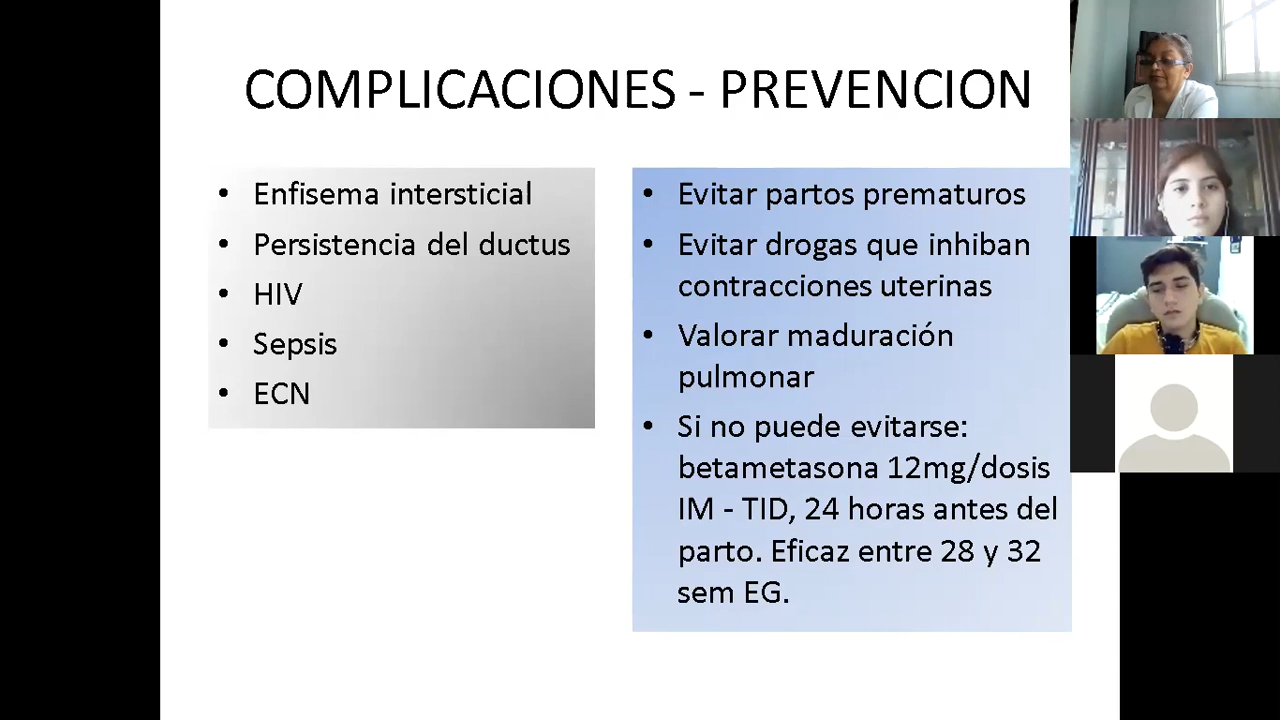 COMPLICACIONES - PREVENCION
• Enfisema intersticial
• Persistencia del ductus
• HIV
• Sepsis
• ECN
• Evitar partos prematuros
• Evitar drogas que inhiban
contracciones uterinas
• Valorar maduración
pulmonar
• Si no puede evitarse:
betametasona 12mg/dosis
IM - TID, 24 horas antes del
parto. Eficaz entre 28 y 32
sem EG.